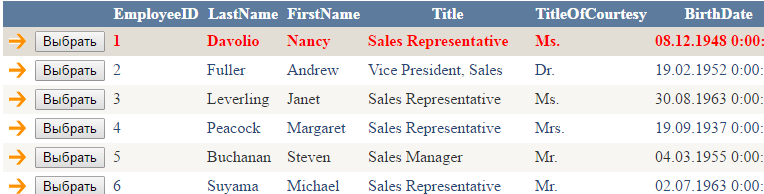 EmployeeID LastName FirstName Title TitleOfCourtesy BirthDate
Выбрать 1 Davolio Nancy Sales Representative Ms. 08.12.1948 0:00:
Выбрать 2 Fuller Andrew Vice President, Sales Dr. 19.02.1952 0:00:
Выбрать 3 Leverling Janet Sales Representative Ms. 30.08.1963 0:00:
Выбрать 4 Peacock Margaret Sales Representative Mrs. 19.09.1937 0:00:
Выбрать 5 Buchanan Steven Sales Manager Mr. 04.03.1955 0:00:
Выбрать 6 Suyama Michael Sales Representative Mr. 02.07.1963 0:00: